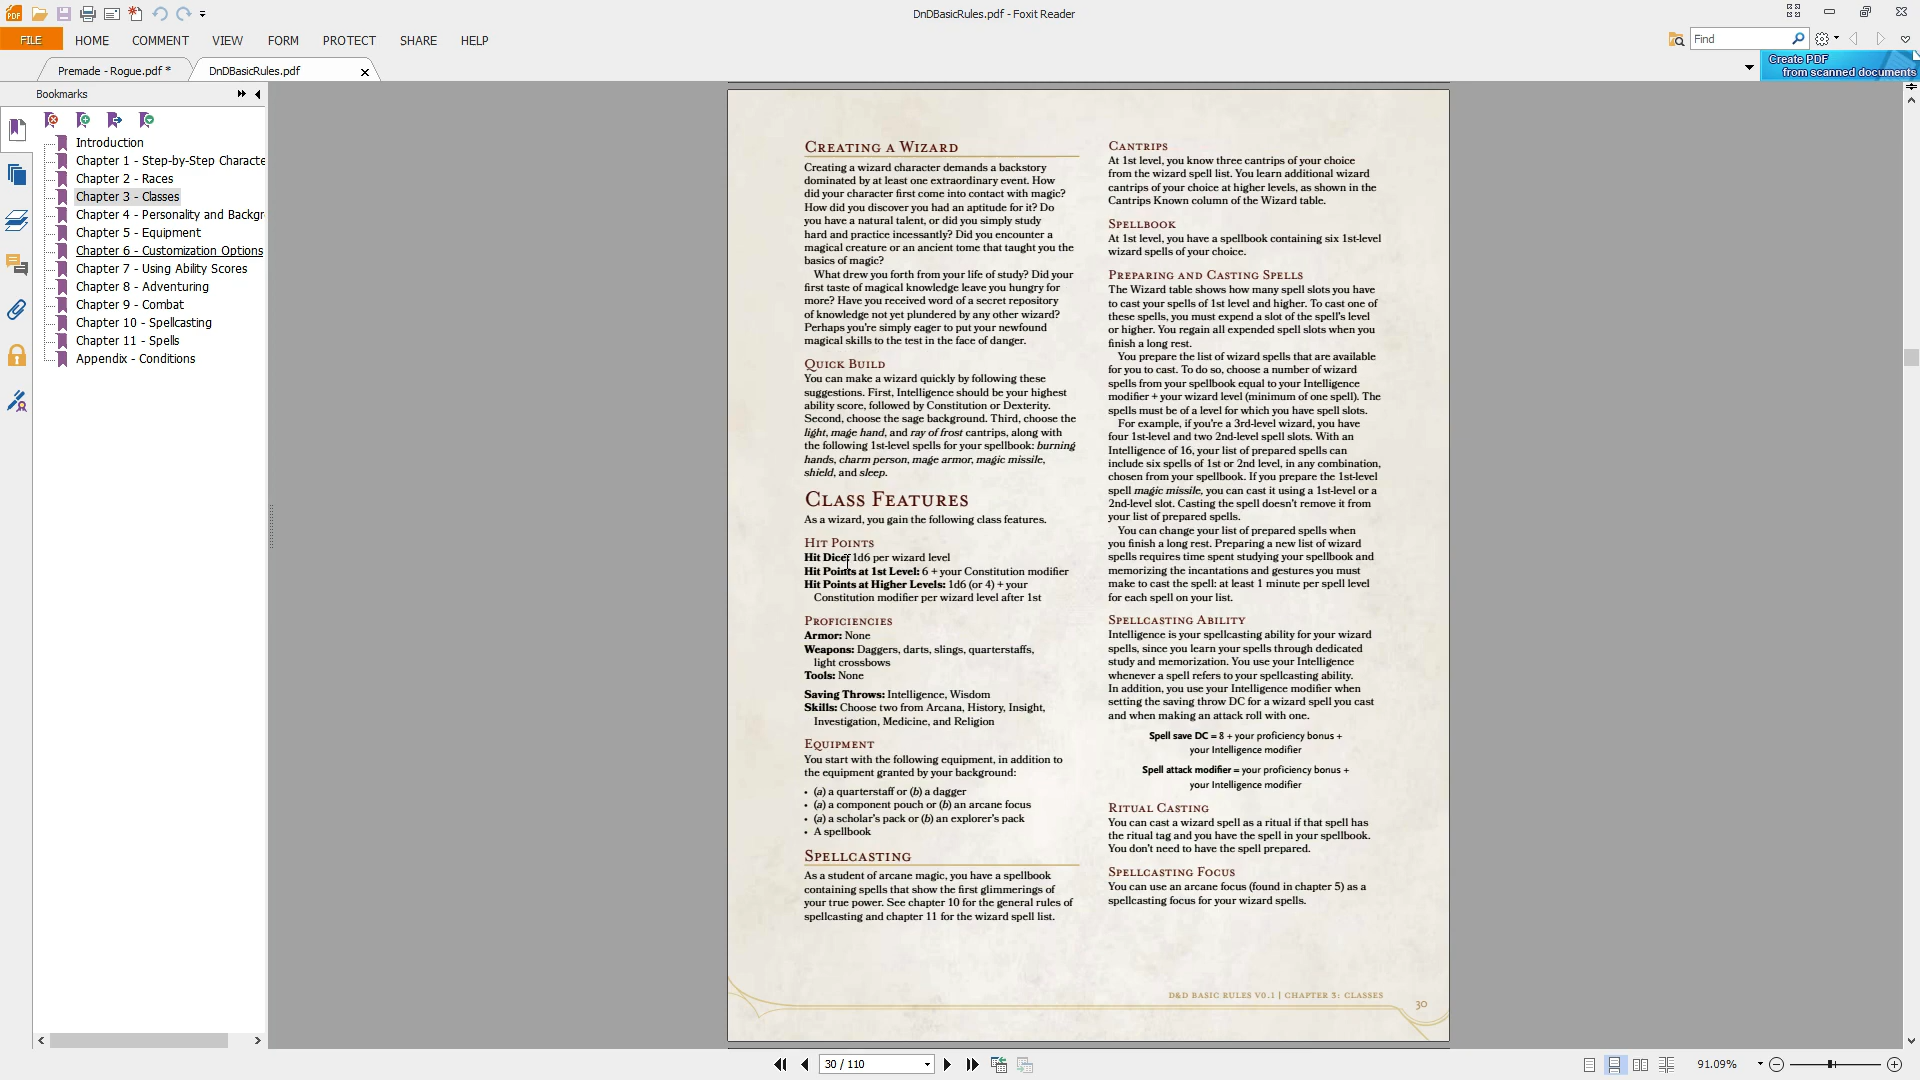 DnDBasicRules.pdf - Foxit Reader
FILE
HOME
COMMENT
VIEW
FORM
PROTECT
SHARE
HELP
Find
Premade - Rogue.pdf *
DnDBasicRules.pdf
Create PDF
from scanned documents
Bookmarks
Introduction
Chapter 1 - Step-by-Step Characte
Chapter 2 - Races
Chapter 3 - Classes
Chapter 4 - Personality and Backgr
Chapter 5 - Equipment
Chapter 6 - Customization Options
Chapter 7 - Using Ability Scores
Chapter 8 - Adventuring
Chapter 9 - Combat
Chapter 10 - Spellcasting
Chapter 11 - Spells
Appendix - Conditions
Creating a Wizard
Creating a wizard character demands a backstory
dominated by at least one extraordinary event. How
did your character first come into contact with magic?
How did you discover you had an aptitude for it? Do
you have a natural talent, or did you simply study
hard and practice incessantly? Did you encounter a
magical creature or an ancient tome that taught you the
basics of magic?
What drew you forth from your life of study? Did your
first taste of magical knowledge leave you hungry for
more? Have you received word of a secret repository
of knowledge not yet plundered by any other wizard?
Perhaps you're simply eager to put your newfound
magical skills to the test in the face of danger.
Quick Build
You can make a wizard quickly by following these
suggestions. First, Intelligence should be your highest
ability score, followed by Constitution or Dexterity.
Second, choose the sage background. Third, choose the
light, mage hand, and ray of frost cantrips, along with
the following 1st-level spells for your spellbook: burning
hands, charm person, mage armor, magic missile,
shield, and sleep.
Class Features
As a wizard, you gain the following class features.
Hit Points
Hit Dice: 1d6 per wizard level
Hit Points at 1st Level: 6 + your Constitution modifier
Hit Points at Higher Levels: 1d6 (or 4) + your
Constitution modifier per wizard level after 1st
Proficiencies
Armor: None
Weapons: Daggers, darts, slings, quarterstaffs,
light crossbows
Tools: None
Saving Throws: Intelligence, Wisdom
Skills: Choose two from Arcana, History, Insight,
Investigation, Medicine, and Religion
Equipment
You start with the following equipment, in addition to
the equipment granted by your background:
• (a) a quarterstaff or (b) a dagger
• (a) a component pouch or (b) an arcane focus
• (a) a scholar's pack or (b) an explorer's pack
• A spellbook
Spellcasting
As a student of arcane magic, you have a spellbook
containing spells that show the first glimmerings of
your true power. See chapter 10 for the general rules of
spellcasting and chapter 11 for the wizard spell list.
Cantrips
At 1st level, you know three cantrips of your choice
from the wizard spell list. You learn additional wizard
cantrips of your choice at higher levels, as shown in the
Cantrips Known column of the Wizard table.
Spellbook
At 1st level, you have a spellbook containing six 1st-level
wizard spells of your choice.
Preparing and Casting Spells
The Wizard table shows how many spell slots you have
to cast your spells of 1st level and higher. To cast one of
these spells, you must expend a slot of the spell's level
or higher. You regain all expended spell slots when you
finish a long rest.
You prepare the list of wizard spells that are available
for you to cast. To do so, choose a number of wizard
spells from your spellbook equal to your Intelligence
modifier + your wizard level (minimum of one spell). The
spells must be of a level for which you have spell slots.
For example, if you're a 3rd-level wizard, you have
four 1st-level and two 2nd-level spell slots. With an
Intelligence of 16, your list of prepared spells can
include six spells of 1st or 2nd level, in any combination,
chosen from your spellbook. If you prepare the 1st-level
spell magic missile, you can cast it using a 1st-level or a
2nd-level slot. Casting the spell doesn't remove it from
your list of prepared spells.
You can change your list of prepared spells when
you finish a long rest. Preparing a new list of wizard
spells requires time spent studying your spellbook and
memorizing the incantations and gestures you must
make to cast the spell: at least 1 minute per spell level
for each spell on your list.
Spellcasting Ability
Intelligence is your spellcasting ability for your wizard
spells, since you learn your spells through dedicated
study and memorization. You use your Intelligence
whenever a spell refers to your spellcasting ability.
In addition, you use your Intelligence modifier when
setting the saving throw DC for a wizard spell you cast
and when making an attack roll with one.
Spell save DC = 8 + your proficiency bonus +
your Intelligence modifier
Spell attack modifier = your proficiency bonus +
your Intelligence modifier
Ritual Casting
You can cast a wizard spell as a ritual if that spell has
the ritual tag and you have the spell in your spellbook.
You don't need to have the spell prepared.
Spellcasting Focus
You can use an arcane focus (found in chapter 5) as a
spellcasting focus for your wizard spells.
D&D BASIC RULES V0.1 | CHAPTER 3: CLASSES
30
30 / 110
91.09%